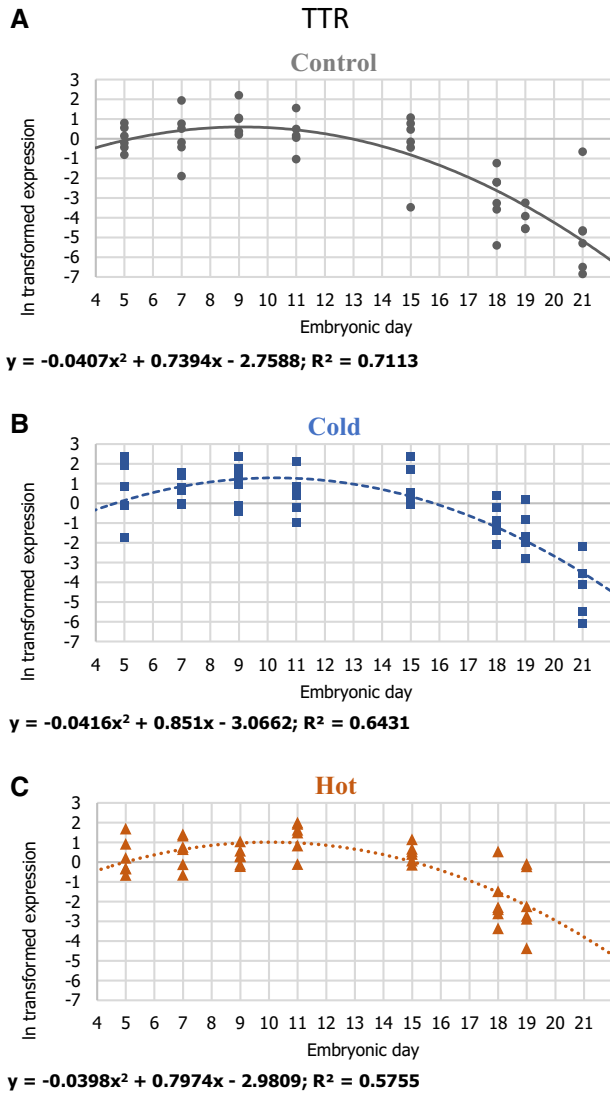 A
TTR
Control
3
2
1
0
-1
-2
-3
-4
-5
-6
-7
ln transformed expression
4 5 6 7 8 9 10 11 12 13 14 15 16 17 18 19 20 21
Embryonic day
y = -0.0407x² + 0.7394x - 2.7588; R² = 0.7113
B
Cold
3
2
1
0
-1
-2
-3
-4
-5
-6
-7
ln transformed expression
4 5 6 7 8 9 10 11 12 13 14 15 16 17 18 19 20 21
Embryonic day
y = -0.0416x² + 0.851x - 3.0662; R² = 0.6431
C
Hot
3
2
1
0
-1
-2
-3
-4
-5
-6
-7
ln transformed expression
4 5 6 7 8 9 10 11 12 13 14 15 16 17 18 19 20 21
Embryonic day
y = -0.0398x² + 0.7974x - 2.9809; R² = 0.5755